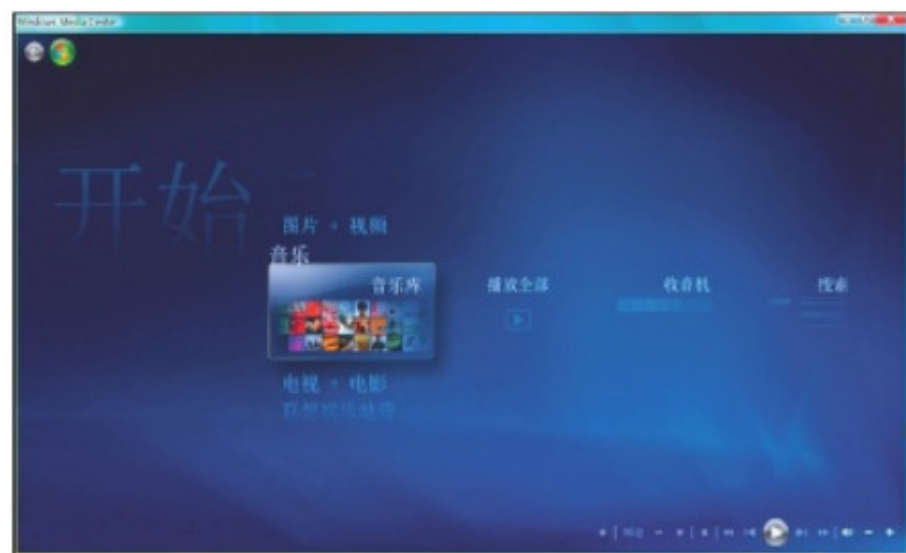 Windows Media Center
开始
图片 + 视频
音乐
音乐库 播放全部 收音机 搜索
电视 + 电影